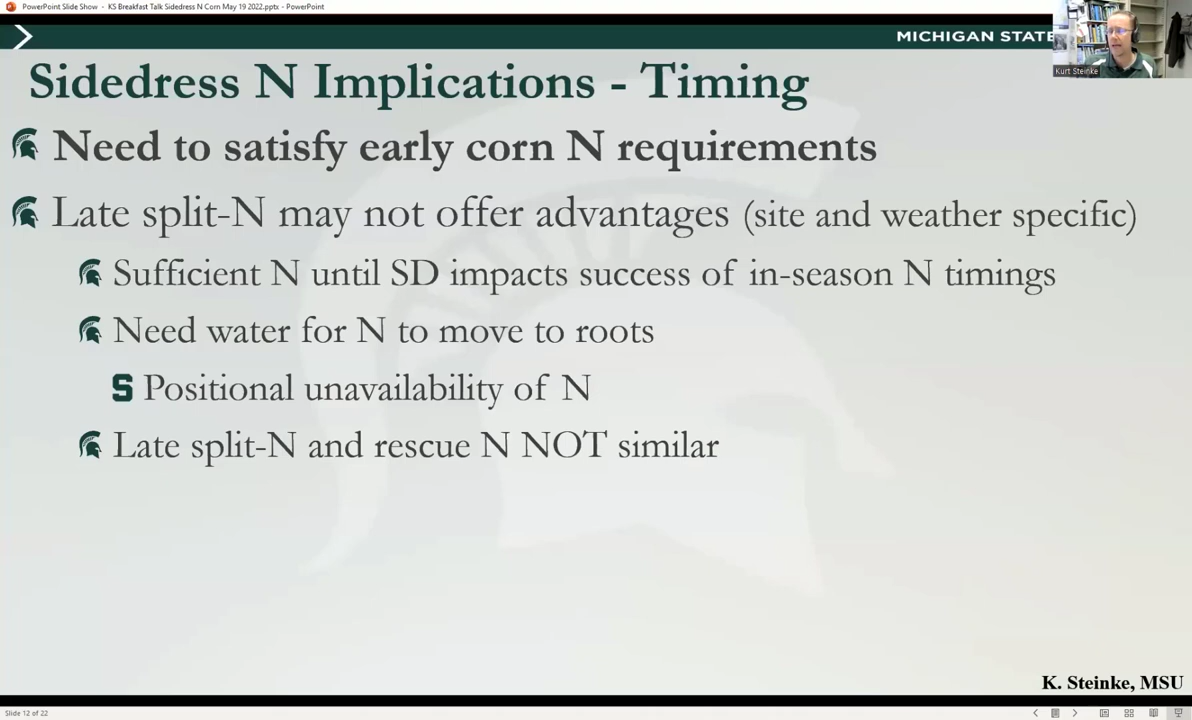 PowerPoint Slide Show - KS Breakfast Talk Sidedress N Corn May 19 2022.pptx - PowerPoint
MICHIGAN STATE
Kurt Steinke
Sidedress N Implications - Timing
Need to satisfy early corn N requirements
Late split-N may not offer advantages (site and weather specific)
Sufficient N until SD impacts success of in-season N timings
Need water for N to move to roots
Positional unavailability of N
Late split-N and rescue N NOT similar
K. Steinke, MSU
Slide 12 of 22